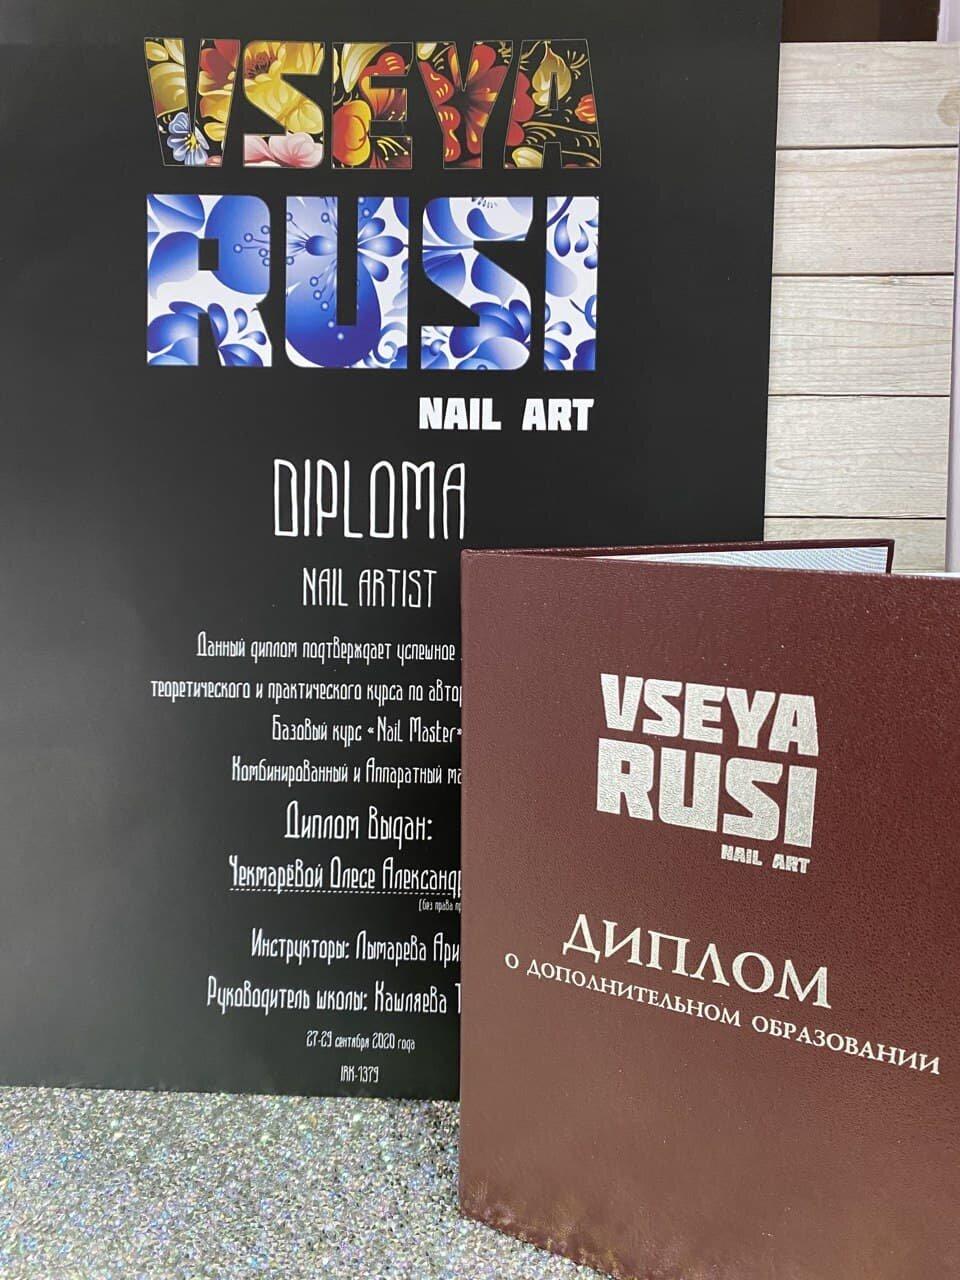 VSEYA
RUSI
NAIL ART
DIPLOMA
NAIL ARTIST
Данный диплом подтверждает успешное
теоретического и практического курса по автор
Базовый курс «Nail Master»
Комбинированный и Аппаратный ма
Диплом выдан:
Чекмарёвой Олесе Александр
(без права п
Инструкторы: Лымарева Ари
Руководитель школы: Кашляева Т
27-29 сентября 2020 года
IRK-1379
VSEYA
RUSI
NAIL ART
ДИПЛОМ
О ДОПОЛНИТЕЛЬНОМ ОБРАЗОВАНИИ